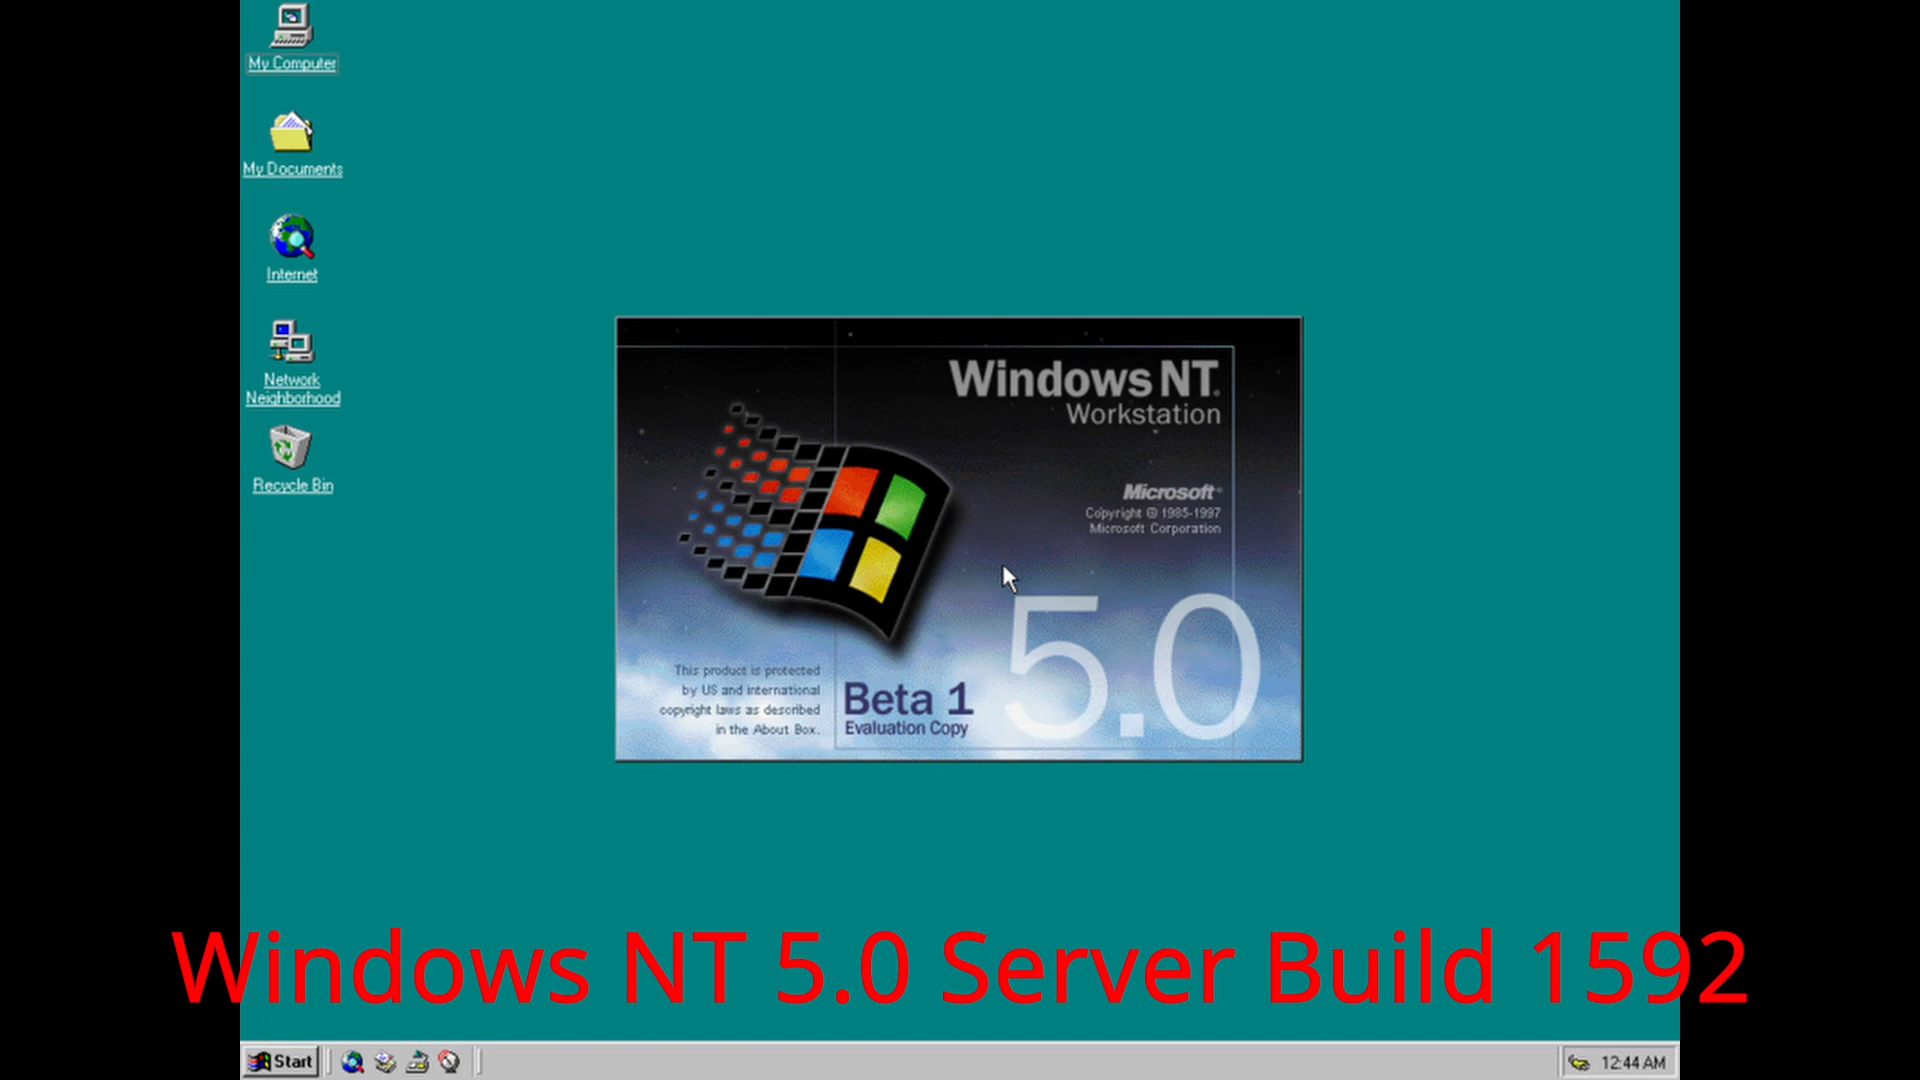 My Computer
My Documents
Internet
Network
Neighborhood
Recycle Bin
Windows NT
Workstation
Microsoft
Copyright © 1985-1997
Microsoft Corporation
5.0
This product is protected
by US and international
copyright laws as described
in the About Box.
Beta 1
Evaluation Copy
Windows NT 5.0 Server Build 1592
Start
12:44 AM